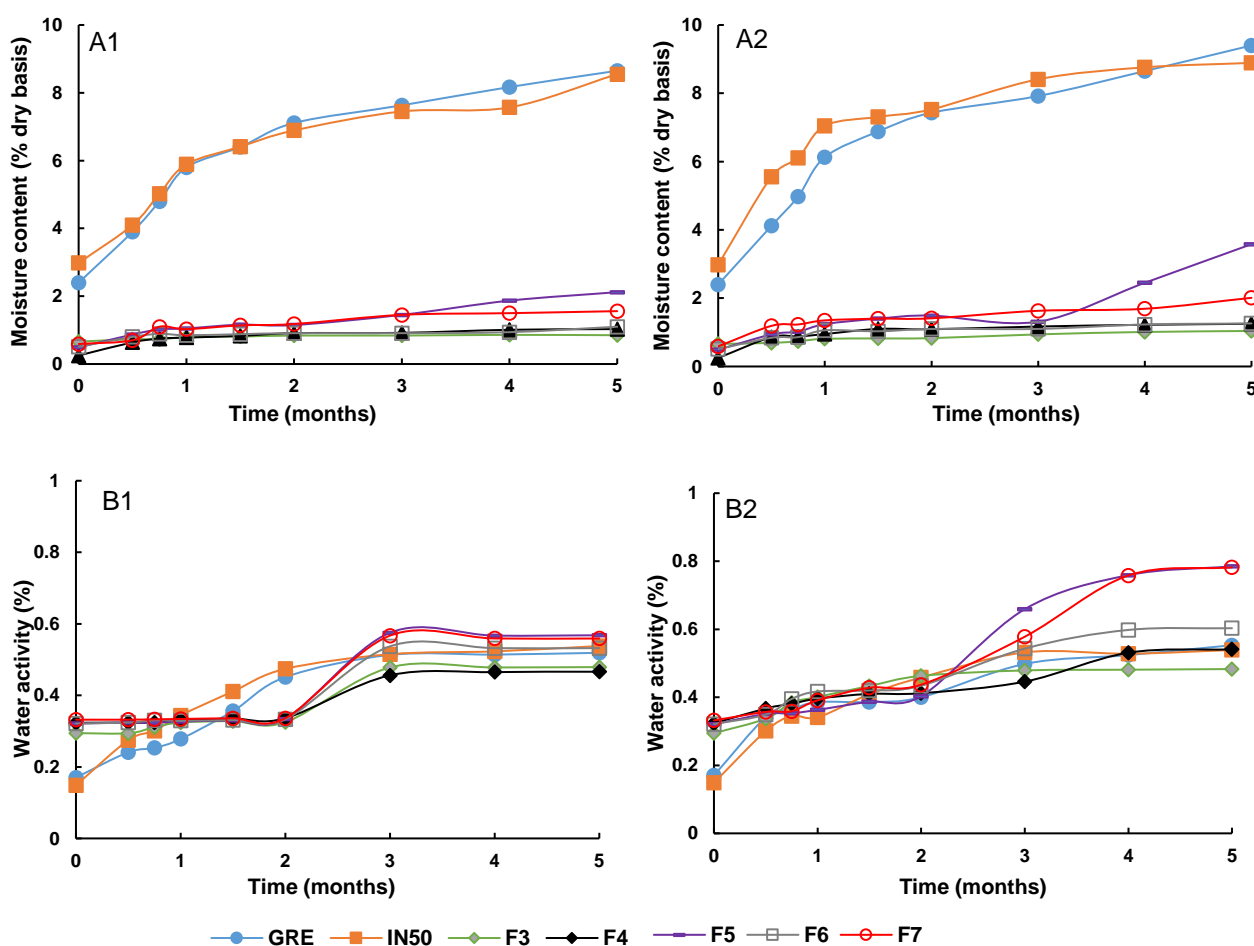 A1
Moisture content (% dry basis)
10
8
6
4
2
0
0 1 2 3 4 5
Time (months)
A2
Moisture content (% dry basis)
10
8
6
4
2
0
0 1 2 3 4 5
Time (months)
B1
Water activity (%)
1
0.8
0.6
0.4
0.2
0
0 1 2 3 4 5
Time (months)
B2
Water activity (%)
1
0.8
0.6
0.4
0.2
0
0 1 2 3 4 5
Time (months)
GRE IN50 F3 F4 F5 F6 F7